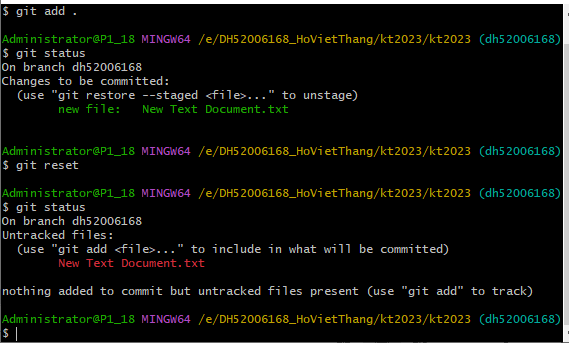 $ git add .
Administrator@P1_18 MINGW64 /e/DH52006168_HoVietThang/kt2023/kt2023 (dh52006168)
$ git status
On branch dh52006168
Changes to be committed:
  (use "git restore --staged <file>..." to unstage)
        new file:   New Text Document.txt
Administrator@P1_18 MINGW64 /e/DH52006168_HoVietThang/kt2023/kt2023 (dh52006168)
$ git reset
Administrator@P1_18 MINGW64 /e/DH52006168_HoVietThang/kt2023/kt2023 (dh52006168)
$ git status
On branch dh52006168
Untracked files:
  (use "git add <file>..." to include in what will be committed)
        New Text Document.txt
nothing added to commit but untracked files present (use "git add" to track)
Administrator@P1_18 MINGW64 /e/DH52006168_HoVietThang/kt2023/kt2023 (dh52006168)
$